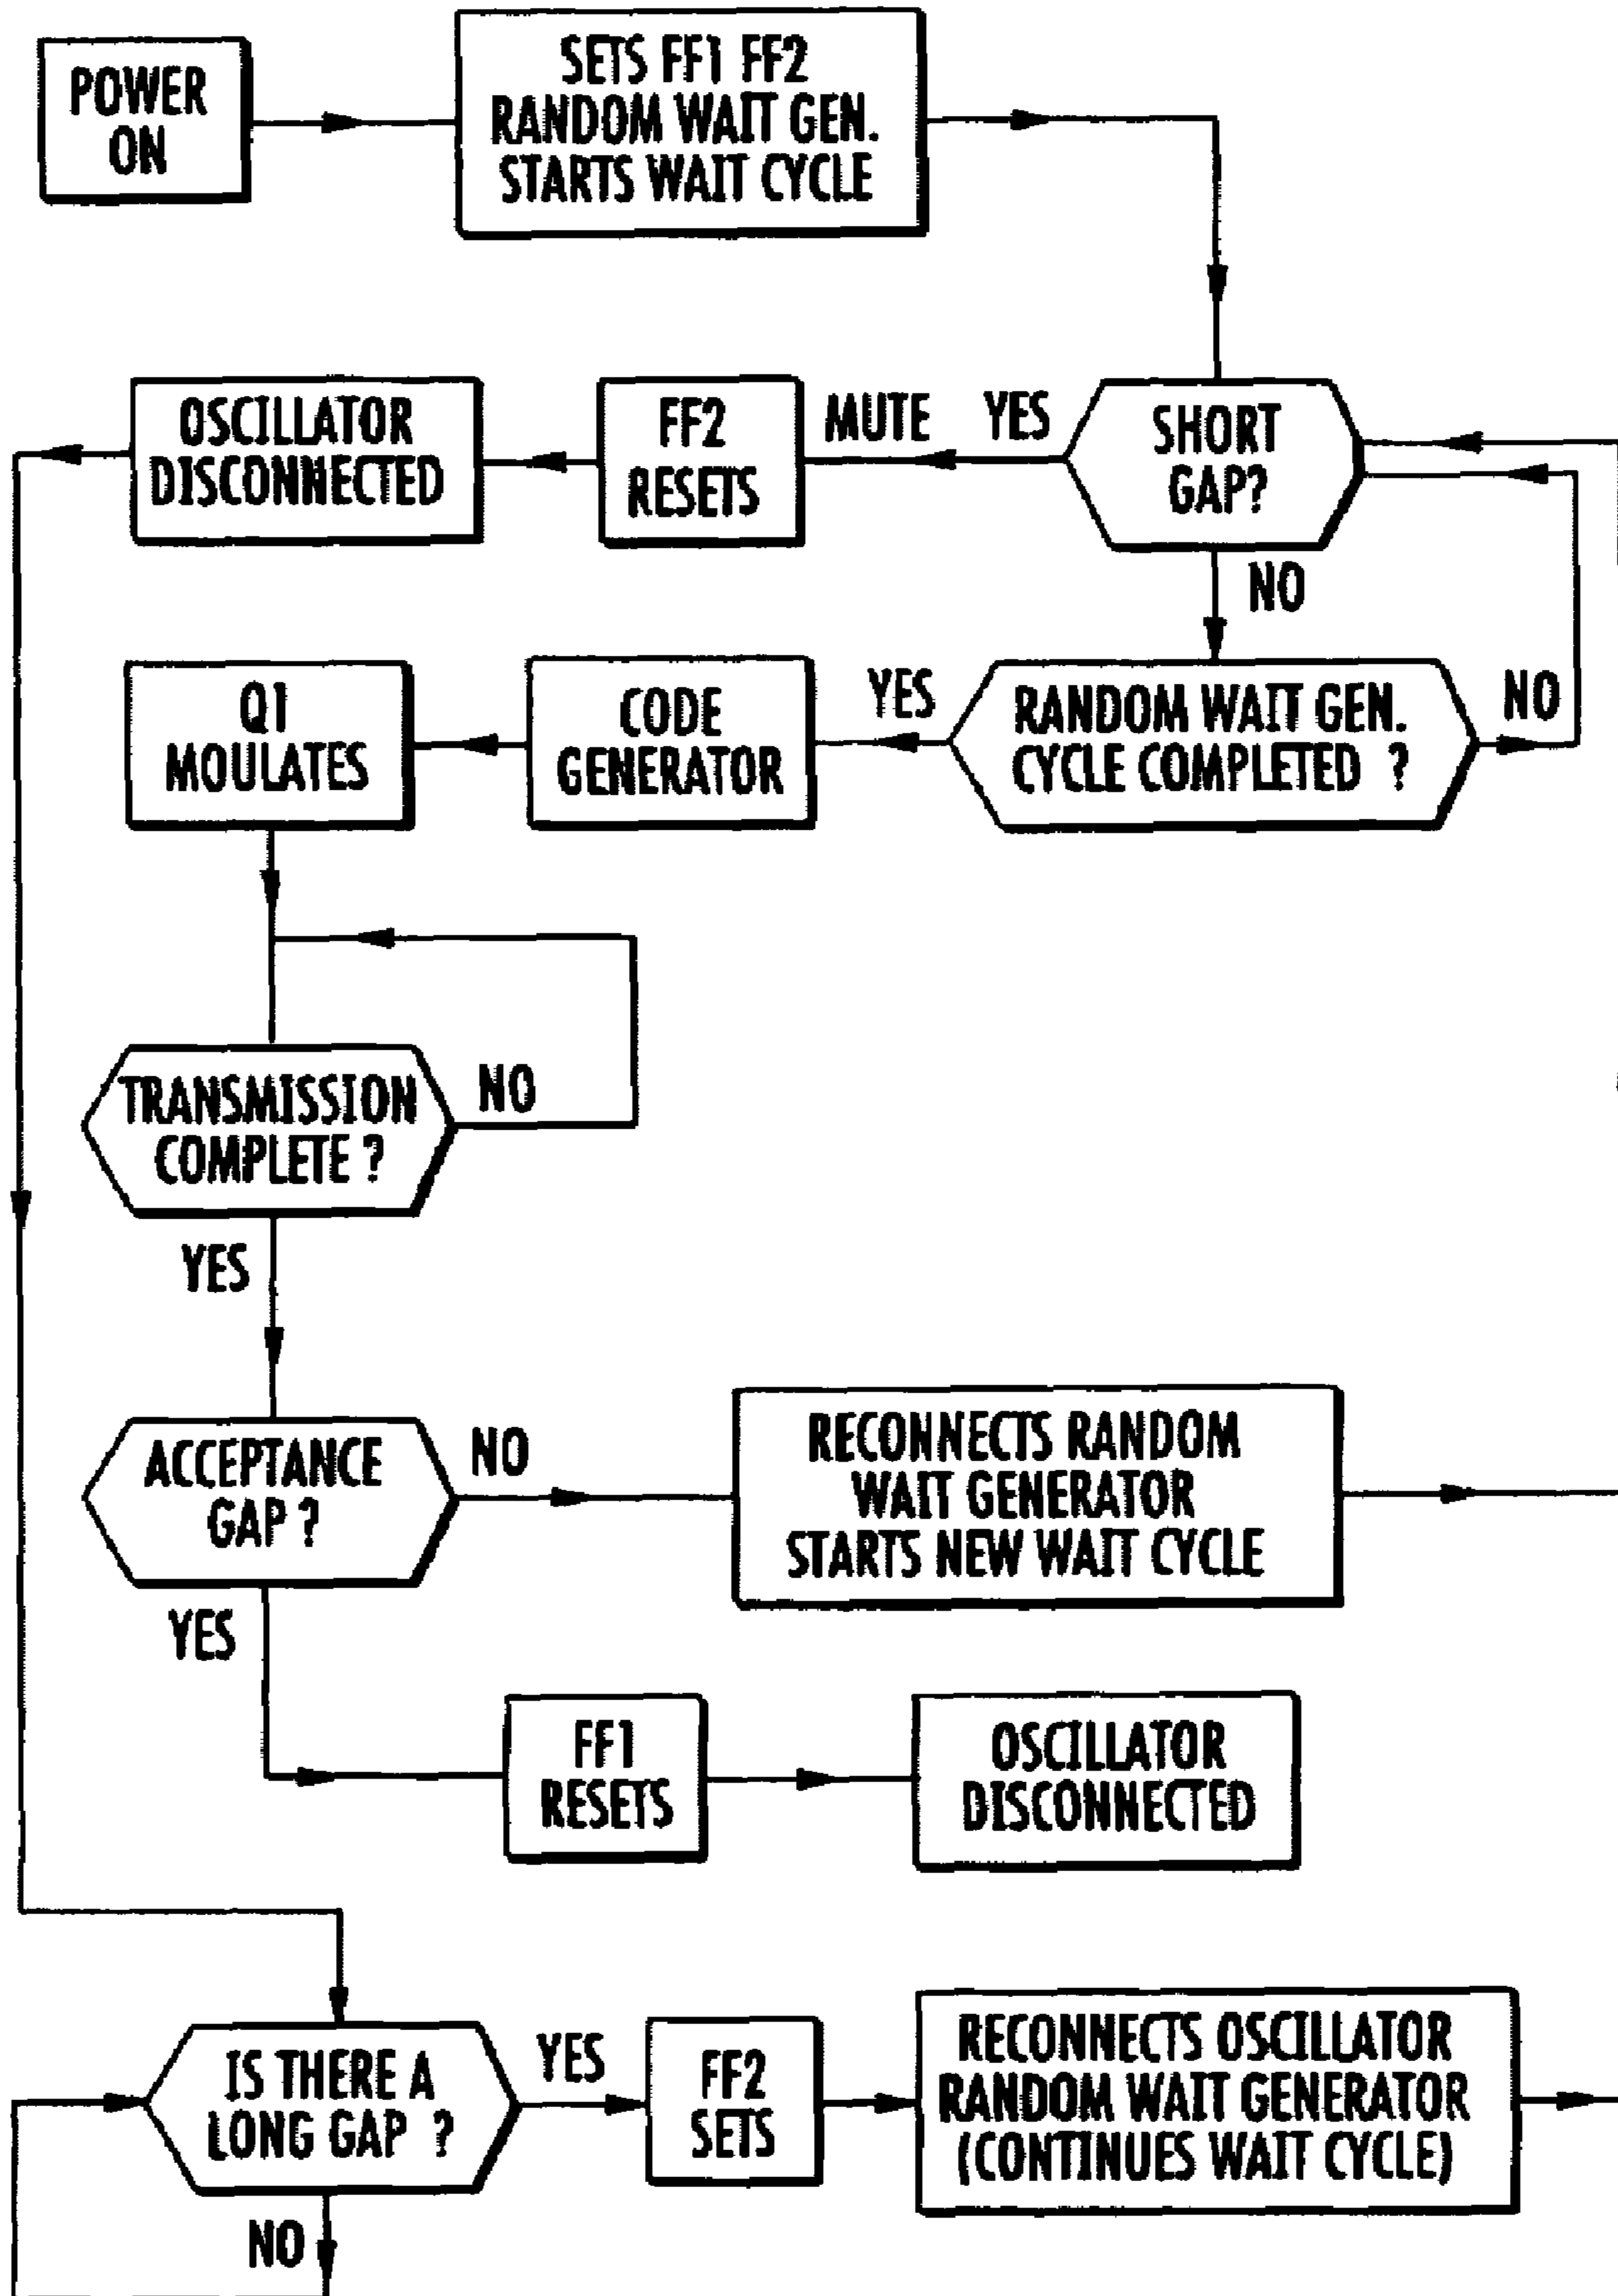 POWER
ON
SETS FF1 FF2
RANDOM WAIT GEN.
STARTS WAIT CYCLE
OSCILLATOR
DISCONNECTED
FF2
RESETS
MUTE YES
SHORT
GAP?
NO
Q1
MOULATES
CODE
GENERATOR
YES
RANDOM WAIT GEN.
CYCLE COMPLETED ?
NO
TRANSMISSION
COMPLETE ?
NO
YES
ACCEPTANCE
GAP ?
NO
RECONNECTS RANDOM
WAIT GENERATOR
STARTS NEW WAIT CYCLE
YES
FF1
RESETS
OSCILLATOR
DISCONNECTED
IS THERE A
LONG GAP ?
YES
FF2
SETS
RECONNECTS OSCILLATOR
RANDOM WAIT GENERATOR
(CONTINUES WAIT CYCLE)
NO